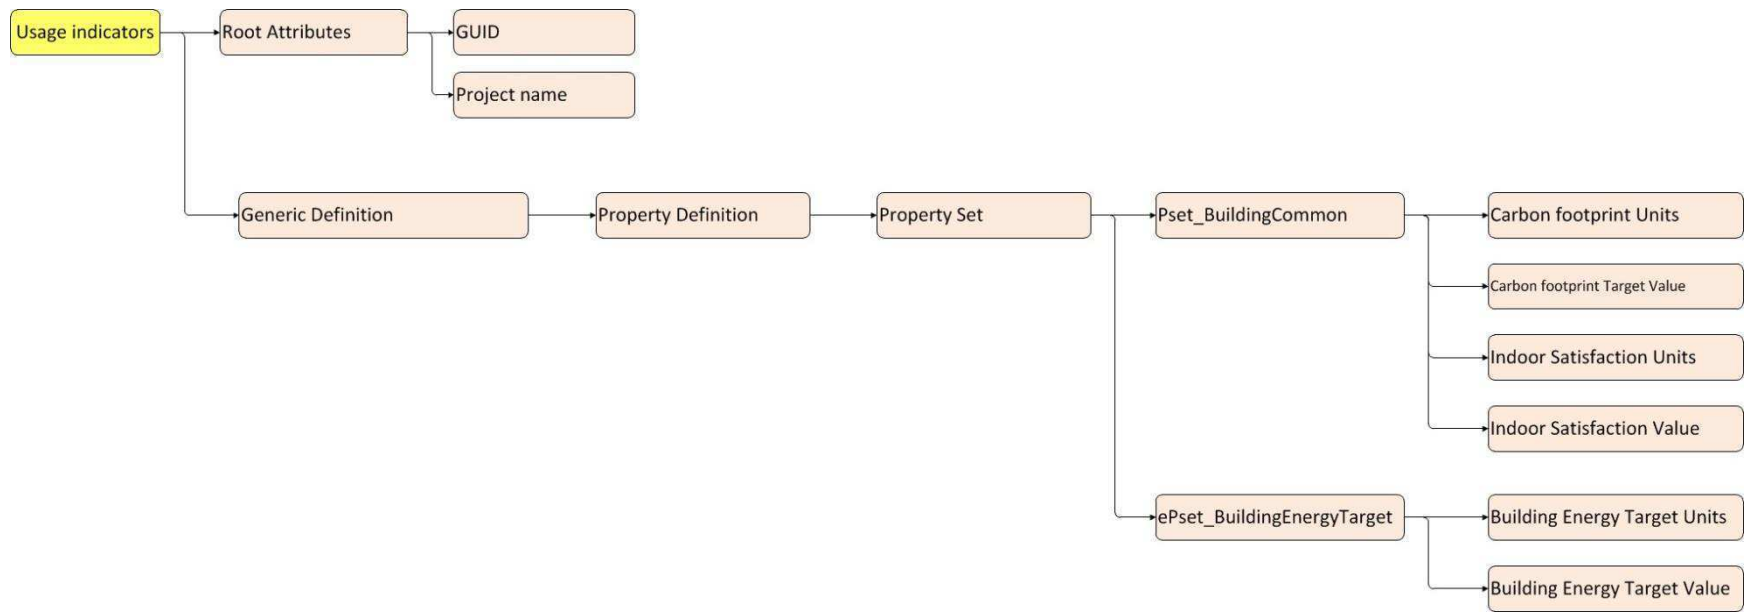 Usage indicators
Root Attributes
GUID
Project name
Generic Definition
Property Definition
Property Set
Pset_BuildingCommon
Carbon footprint Units
Carbon footprint Target Value
Indoor Satisfaction Units
Indoor Satisfaction Value
ePset_BuildingEnergyTarget
Building Energy Target Units
Building Energy Target Value